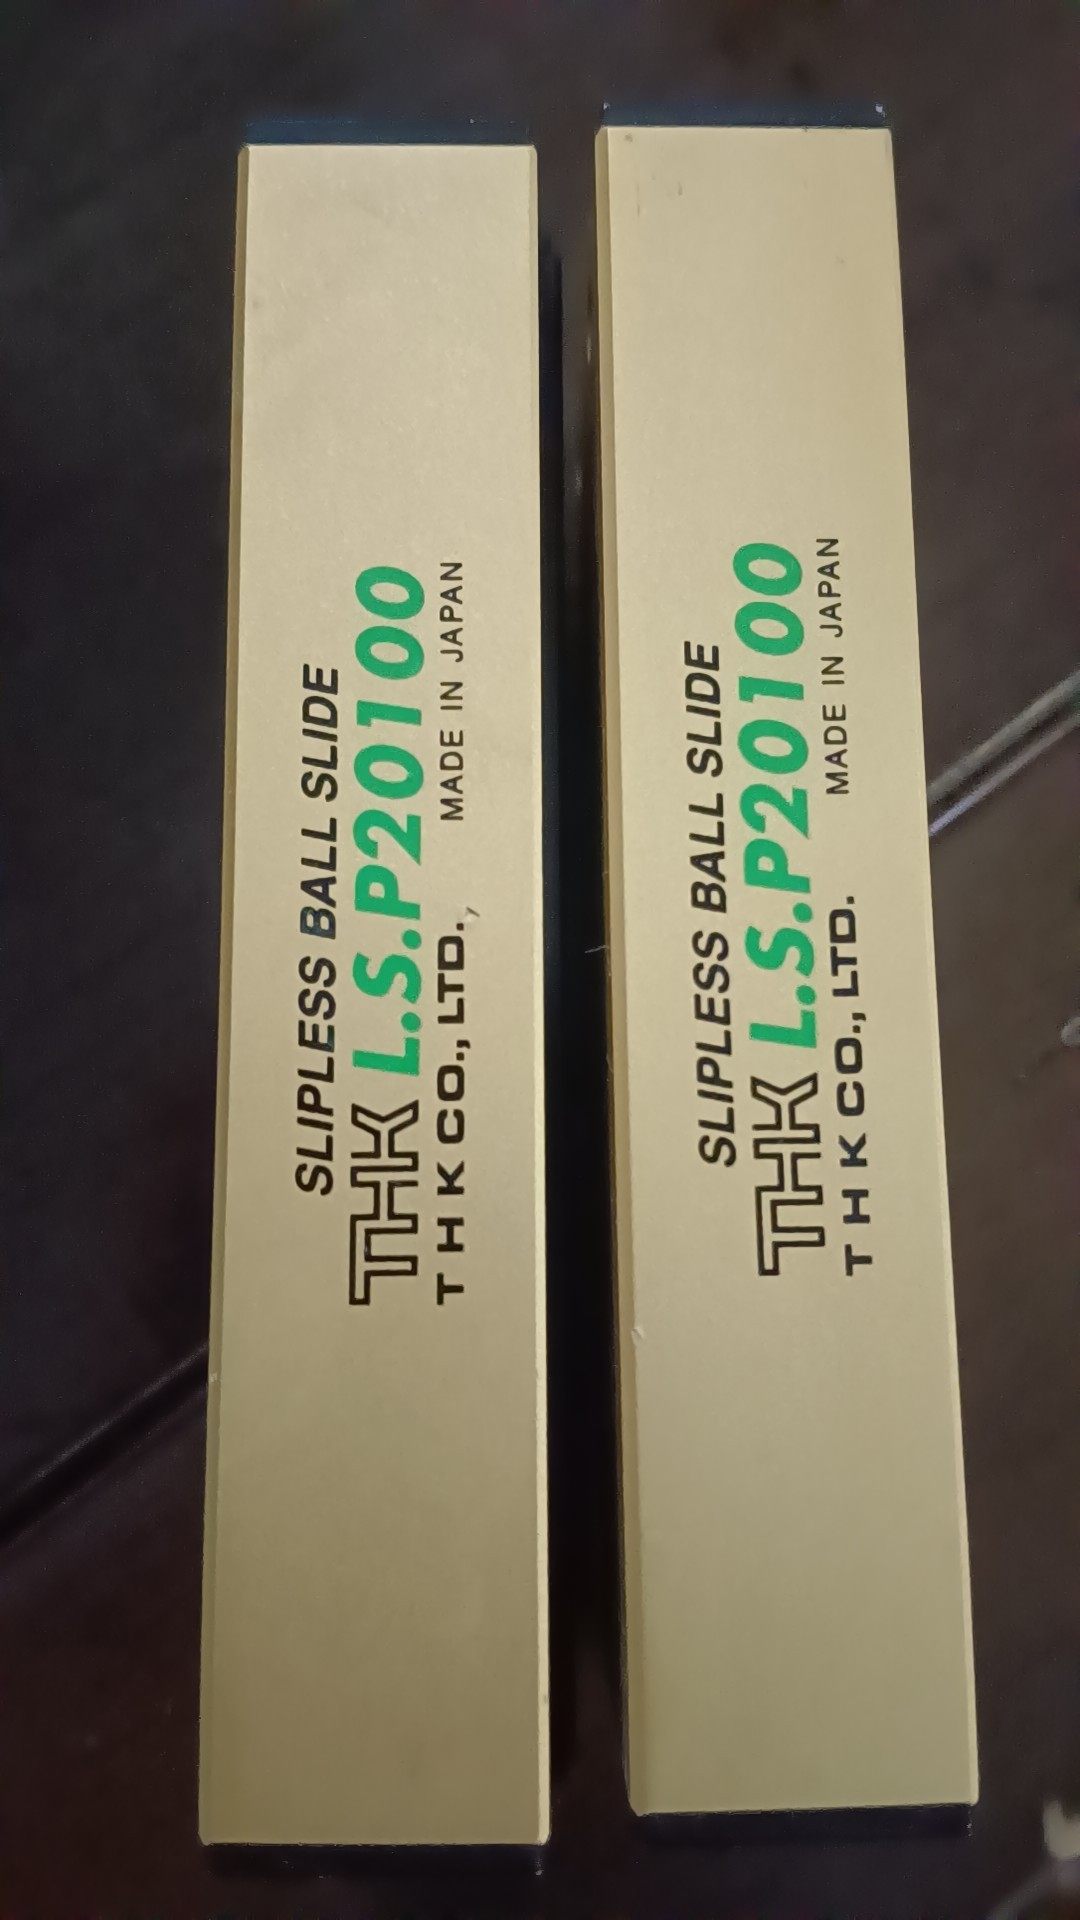 SLIPLESS BALL SLIDE
THK L.S.P20100
THK CO., LTD. MADE IN JAPAN
SLIPLESS BALL SLIDE
THK L.S.P20100
THK CO., LTD. MADE IN JAPAN